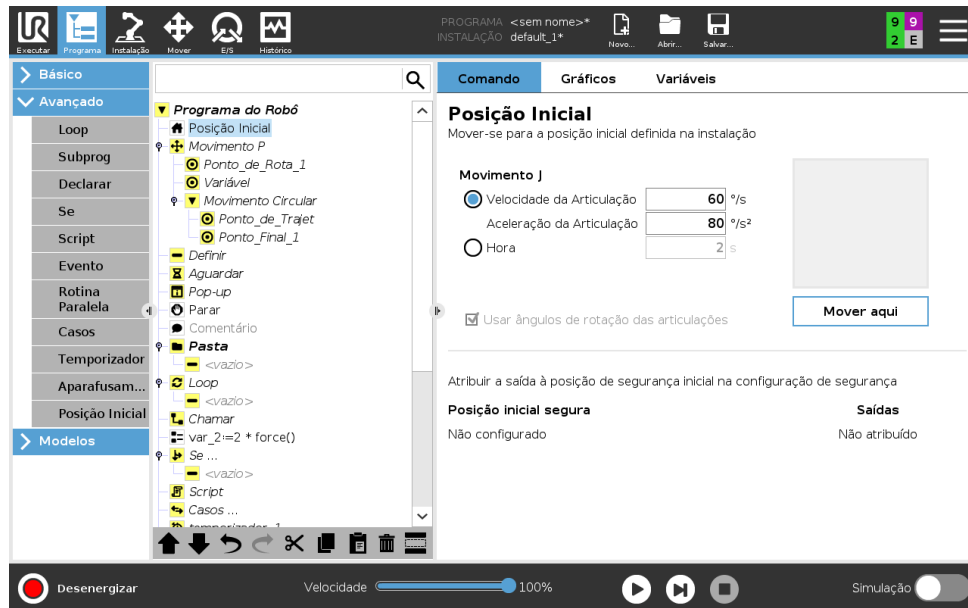 PROGRAMA <sem nome>*
INSTALAÇÃO default_1*
Executar Programa Instalação Mover E/S Histórico Novo... Abrir... Salvar...
9 9
2 E
Básico
Avançado
Loop
Subprog
Declarar
Se
Script
Evento
Rotina
Paralela
Casos
Temporizador
Aparafusam...
Posição Inicial
Modelos
Programa do Robô
Posição Inicial
Movimento P
Ponto_de_Rota_1
Variável
Movimento Circular
Ponto_de_Trajet
Ponto_Final_1
Definir
Aguardar
Pop-up
Parar
Comentário
Pasta
<vazio>
Loop
<vazio>
Chamar
var_2:=2 * force()
Se ...
<vazio>
Script
Casos ...
temporizador_1
Comando Gráficos Variáveis
Posição Inicial
Mover-se para a posição inicial definida na instalação
Movimento J
Velocidade da Articulação 60 °/s
Aceleração da Articulação 80 °/s²
Hora 2 s
Usar ângulos de rotação das articulações
Mover aqui
Atribuir a saída à posição de segurança inicial na configuração de segurança
Posição inicial segura Saídas
Não configurado Não atribuído
Desenergizar Velocidade 100% Simulação